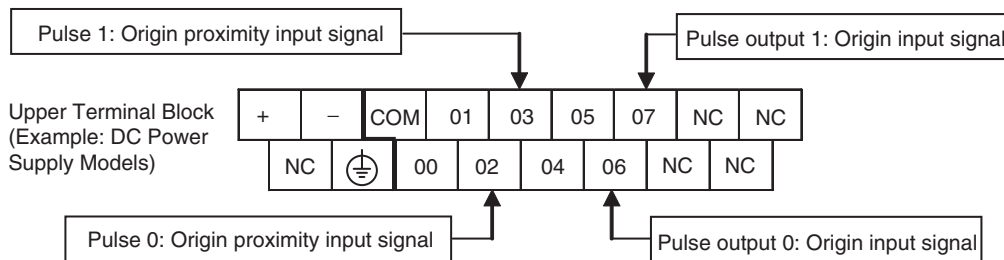 Pulse 1: Origin proximity input signal
Pulse output 1: Origin input signal
Upper Terminal Block
(Example: DC Power
Supply Models)
+ − COM 01 03 05 07 NC NC
NC 00 02 04 06 NC NC
Pulse 0: Origin proximity input signal
Pulse output 0: Origin input signal